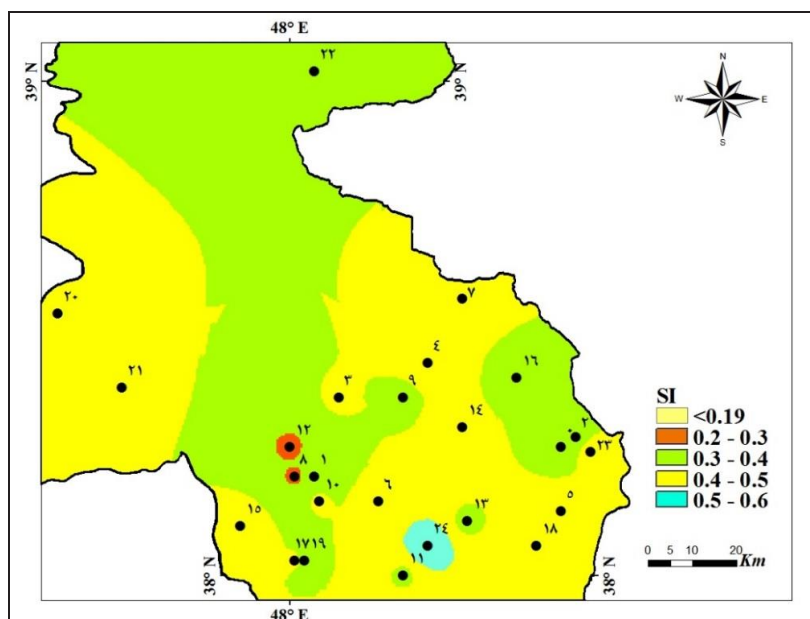 48° E
۲۲
39° N
39° N
N
W
E
S
۷
۲۰
۴
۱۶
۲۱
۳
۹
۱۴
۲
۰
۲۳
۱۲
۸
۱
۱۰
۶
۵
۱۳
۱۵
۲۴
۱۸
۱۷
۱۹
۱۱
38° N
38° N
SI
<0.19
0.2 - 0.3
0.3 - 0.4
0.4 - 0.5
0.5 - 0.6
0 5 10 20
Km
48° E